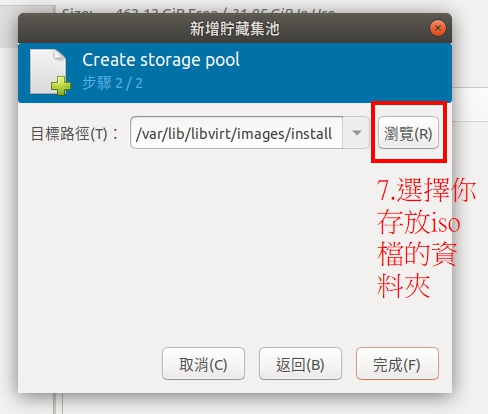 Size: 463.13 GiB Free / 31.95 GiB In Use
新增貯藏集池
Create storage pool
步驟 2 / 2
目標路徑(T)：
/var/lib/libvirt/images/install
瀏覽(R)
7.選擇你
存放iso
檔的資
料夾
取消(C)
返回(B)
完成(F)